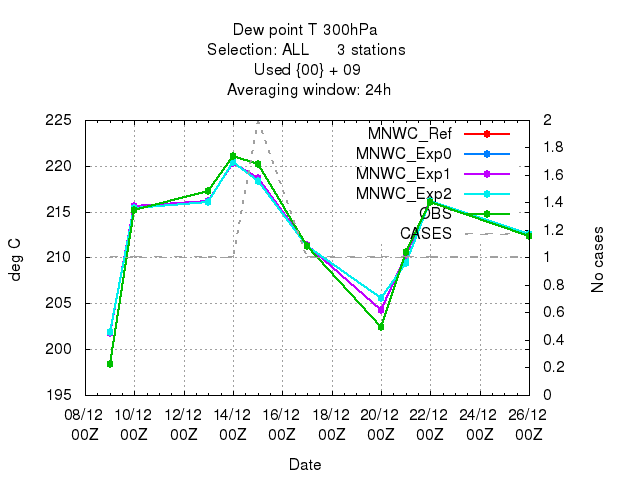 Dew point T 300hPa
Selection: ALL 3 stations
Used {00} + 09
Averaging window: 24h
225
220
215
210
205
200
195
deg C
2
1.8
1.6
1.4
1.2
1
0.8
0.6
0.4
0.2
0
No cases
MNWC_Ref
MNWC_Exp0
MNWC_Exp1
MNWC_Exp2
OBS
CASES
08/12 10/12 12/12 14/12 16/12 18/12 20/12 22/12 24/12 26/12
00Z 00Z 00Z 00Z 00Z 00Z 00Z 00Z 00Z 00Z
Date